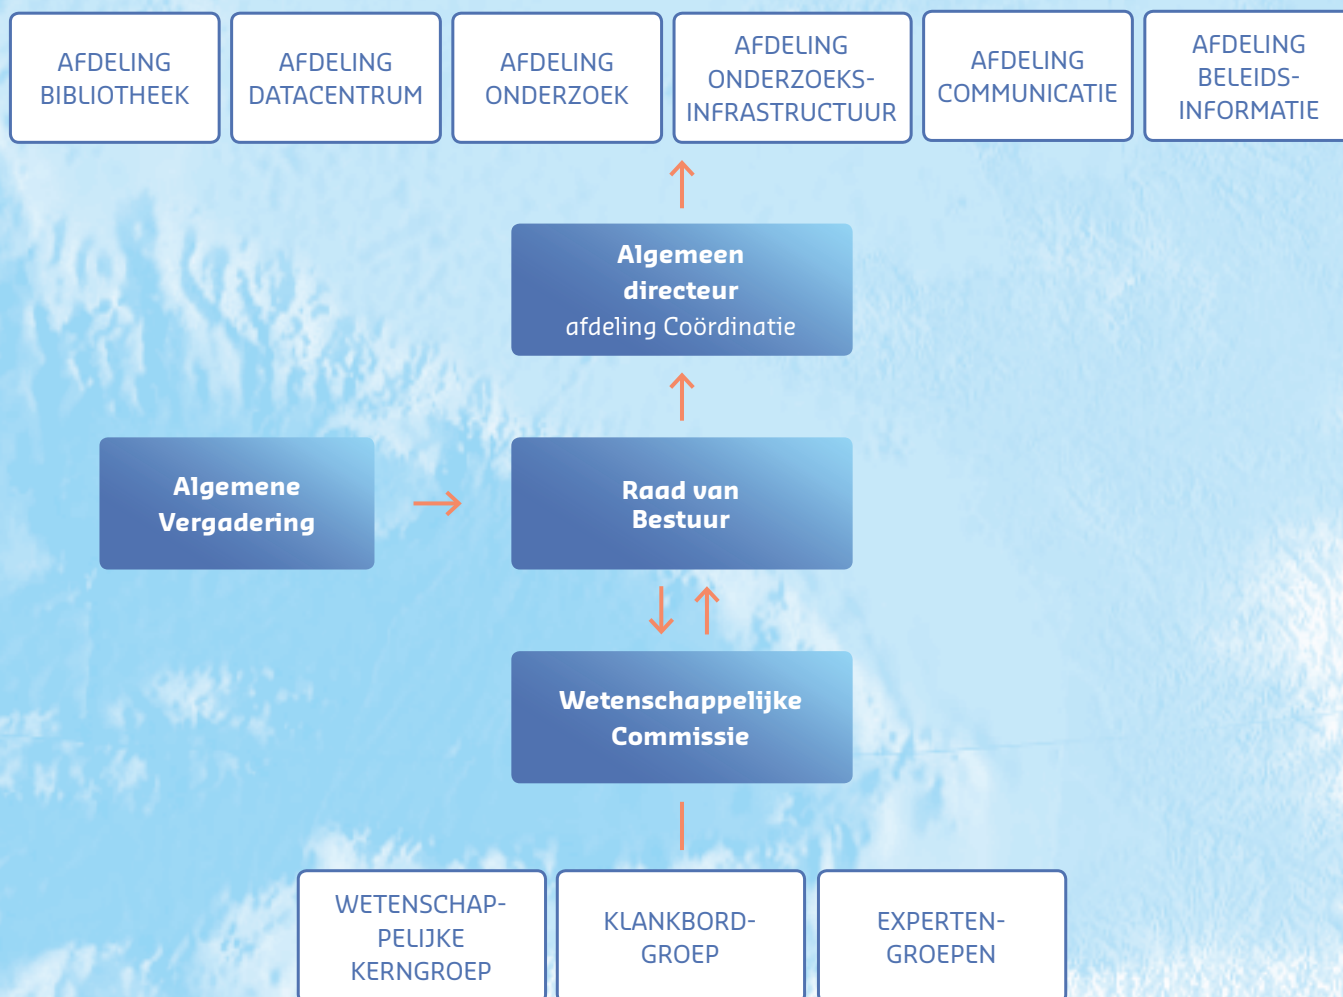 AFDELING
BIBLIOTHEEK
AFDELING
DATACENTRUM
AFDELING
ONDERZOEK
AFDELING
ONDERZOEKS-
INFRASTRUCTUUR
AFDELING
COMMUNICATIE
AFDELING
BELEIDS-
INFORMATIE
Algemeen
directeur
afdeling Coördinatie
Algemene
Vergadering
Raad van
Bestuur
Wetenschappelijke
Commissie
WETENSCHAP-
PELIJKE
KERNGROEP
KLANKBORD-
GROEP
EXPERTEN-
GROEPEN